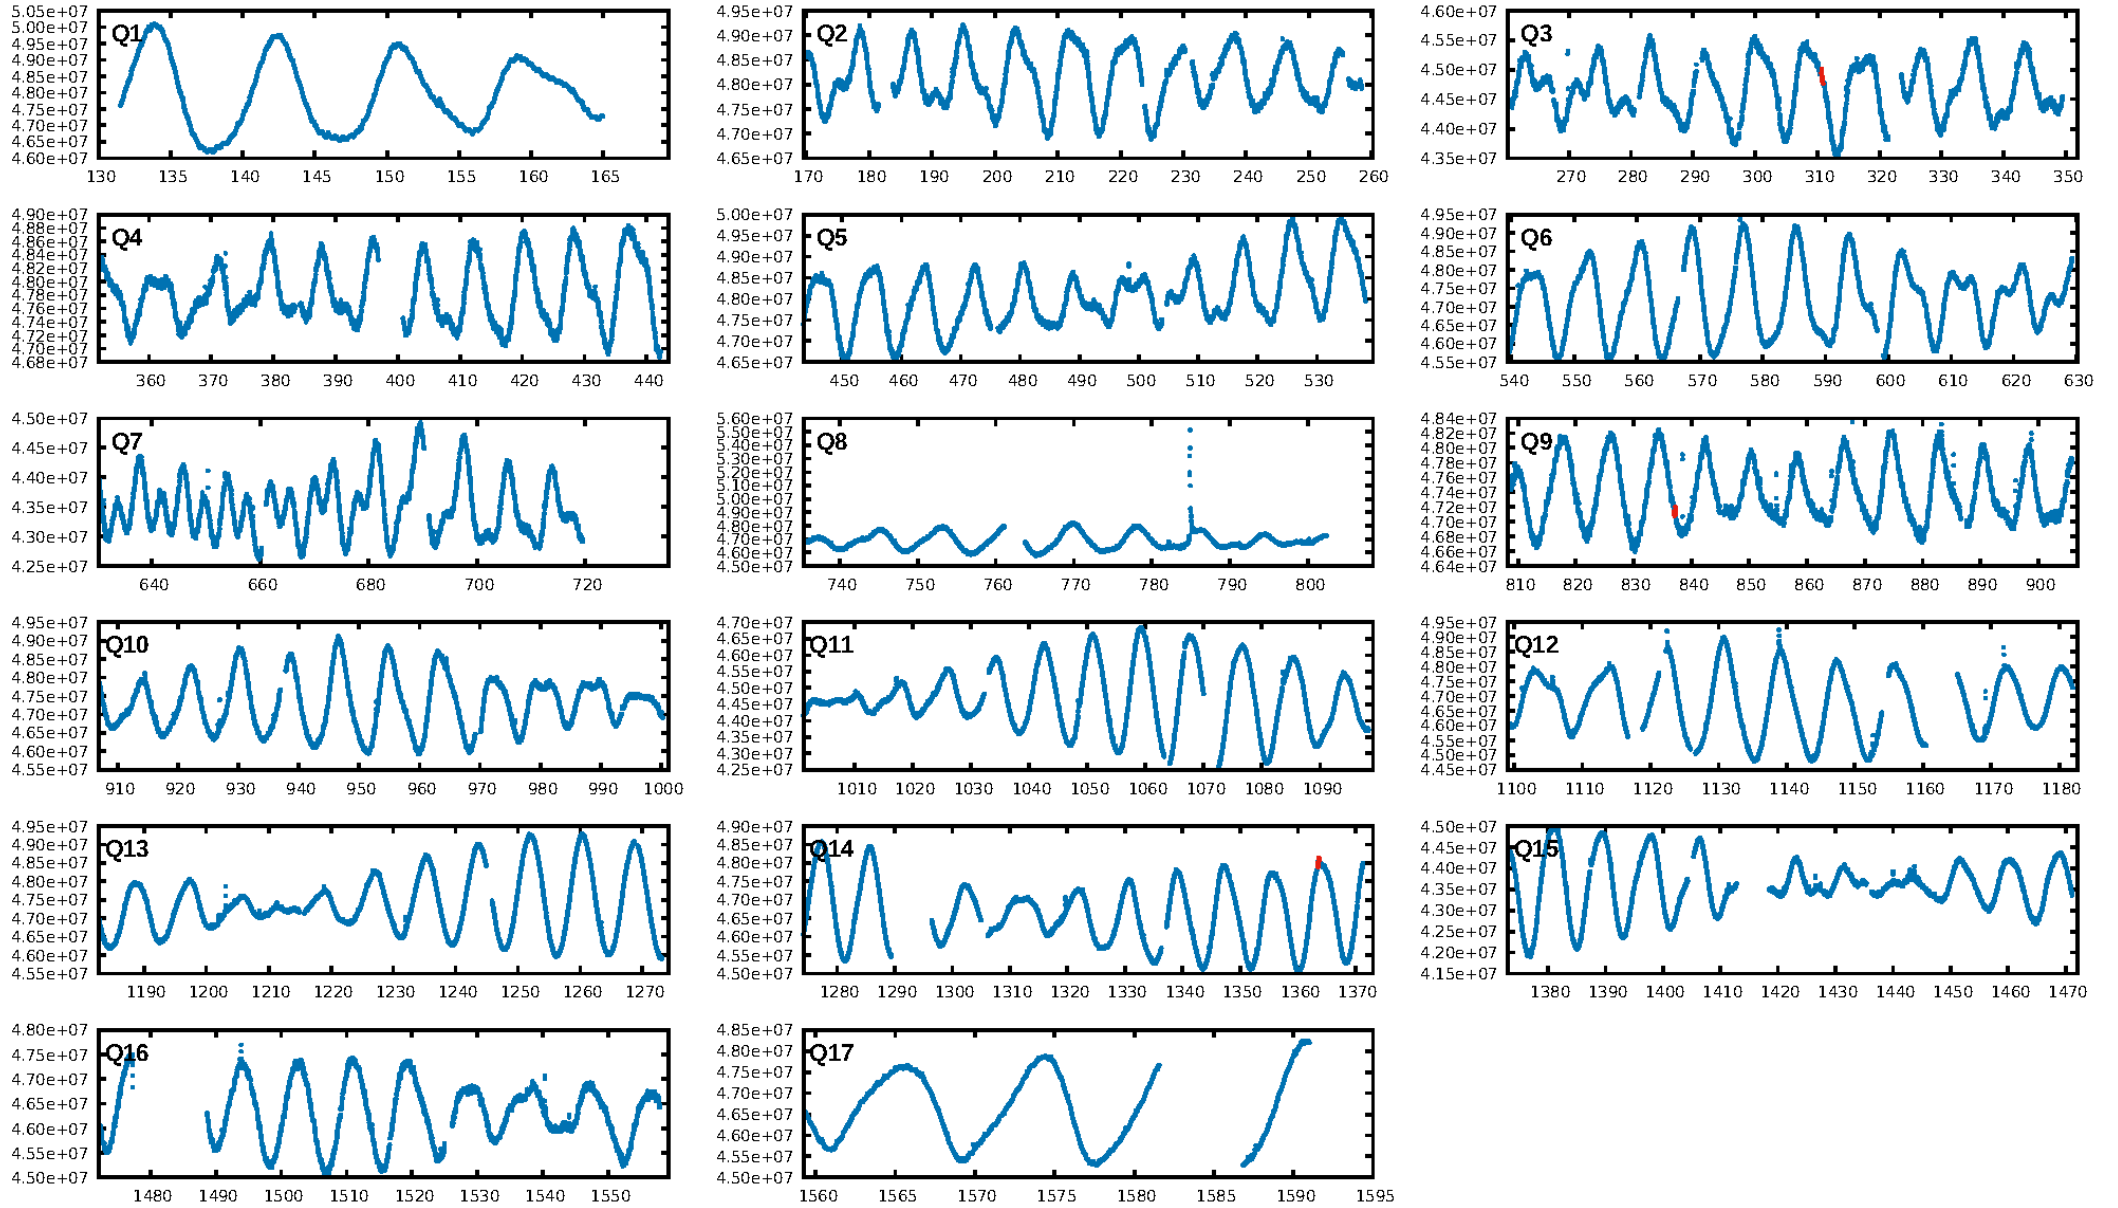 Q1
5.05e+07
5.00e+07
4.95e+07
4.90e+07
4.85e+07
4.80e+07
4.75e+07
4.70e+07
4.65e+07
4.60e+07
130 135 140 145 150 155 160 165
Q2
4.95e+07
4.90e+07
4.85e+07
4.80e+07
4.75e+07
4.70e+07
4.65e+07
170 180 190 200 210 220 230 240 250 260
Q3
4.60e+07
4.55e+07
4.50e+07
4.45e+07
4.40e+07
4.35e+07
270 280 290 300 310 320 330 340 350
Q4
4.90e+07
4.88e+07
4.86e+07
4.84e+07
4.82e+07
4.80e+07
4.78e+07
4.76e+07
4.74e+07
4.72e+07
4.70e+07
4.68e+07
360 370 380 390 400 410 420 430 440
Q5
5.00e+07
4.95e+07
4.90e+07
4.85e+07
4.80e+07
4.75e+07
4.70e+07
4.65e+07
450 460 470 480 490 500 510 520 530
Q6
4.95e+07
4.90e+07
4.85e+07
4.80e+07
4.75e+07
4.70e+07
4.65e+07
4.60e+07
4.55e+07
540 550 560 570 580 590 600 610 620 630
Q7
4.50e+07
4.45e+07
4.40e+07
4.35e+07
4.30e+07
4.25e+07
640 660 680 700 720
Q8
5.60e+07
5.50e+07
5.40e+07
5.30e+07
5.20e+07
5.10e+07
5.00e+07
4.90e+07
4.80e+07
4.70e+07
4.60e+07
4.50e+07
740 750 760 770 780 790 800
Q9
4.84e+07
4.82e+07
4.80e+07
4.78e+07
4.76e+07
4.74e+07
4.72e+07
4.70e+07
4.68e+07
4.66e+07
4.64e+07
810 820 830 840 850 860 870 880 890 900
Q10
4.95e+07
4.90e+07
4.85e+07
4.80e+07
4.75e+07
4.70e+07
4.65e+07
4.60e+07
4.55e+07
910 920 930 940 950 960 970 980 990 1000
Q11
4.70e+07
4.65e+07
4.60e+07
4.55e+07
4.50e+07
4.45e+07
4.40e+07
4.35e+07
4.30e+07
4.25e+07
1010 1020 1030 1040 1050 1060 1070 1080 1090
Q12
4.95e+07
4.90e+07
4.85e+07
4.80e+07
4.75e+07
4.70e+07
4.65e+07
4.60e+07
4.55e+07
4.50e+07
4.45e+07
1100 1110 1120 1130 1140 1150 1160 1170 1180
Q13
4.95e+07
4.90e+07
4.85e+07
4.80e+07
4.75e+07
4.70e+07
4.65e+07
4.60e+07
4.55e+07
1190 1200 1210 1220 1230 1240 1250 1260 1270
Q14
4.90e+07
4.85e+07
4.80e+07
4.75e+07
4.70e+07
4.65e+07
4.60e+07
4.55e+07
4.50e+07
1280 1290 1300 1310 1320 1330 1340 1350 1360 1370
Q15
4.50e+07
4.45e+07
4.40e+07
4.35e+07
4.30e+07
4.25e+07
4.20e+07
4.15e+07
1380 1390 1400 1410 1420 1430 1440 1450 1460 1470
Q16
4.80e+07
4.75e+07
4.70e+07
4.65e+07
4.60e+07
4.55e+07
4.50e+07
1480 1490 1500 1510 1520 1530 1540 1550
Q17
4.85e+07
4.80e+07
4.75e+07
4.70e+07
4.65e+07
4.60e+07
4.55e+07
4.50e+07
1560 1565 1570 1575 1580 1585 1590 1595